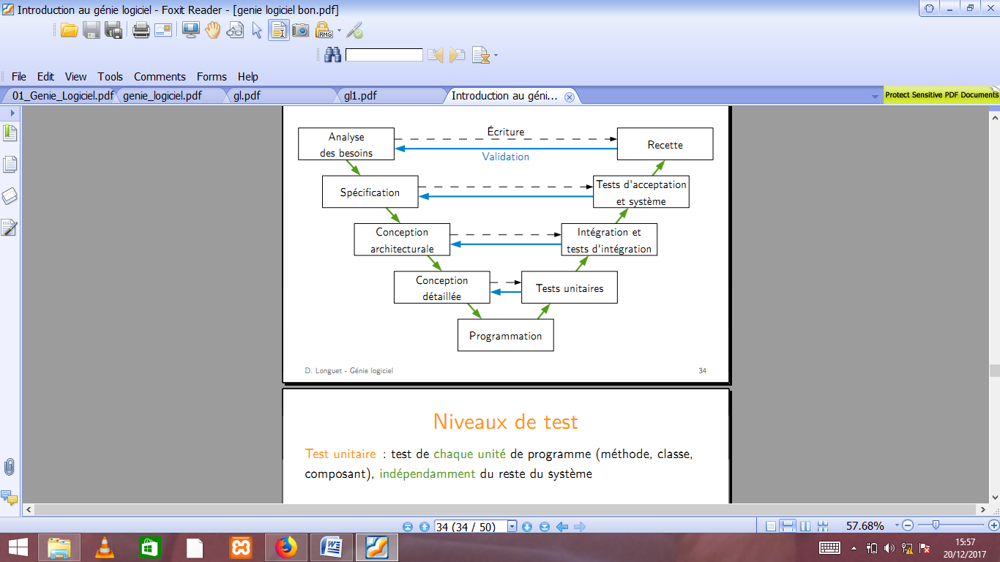 Introduction au génie logiciel - Foxit Reader - [genie logiciel bon.pdf]
RMS
File Edit View Tools Comments Forms Help
01_Genie_Logiciel.pdf genie_logiciel.pdf gl.pdf gl1.pdf Introduction au géni... Protect Sensitive PDF Documents
Analyse
des besoins
Écriture
Validation
Recette
Spécification
Tests d'acceptation
et système
Conception
architecturale
Intégration et
tests d'intégration
Conception
détaillée
Tests unitaires
Programmation
D. Longuet - Génie logiciel 34
Niveaux de test
Test unitaire : test de chaque unité de programme (méthode, classe,
composant), indépendamment du reste du système
34 (34 / 50) 57.68%
15:57
20/12/2017